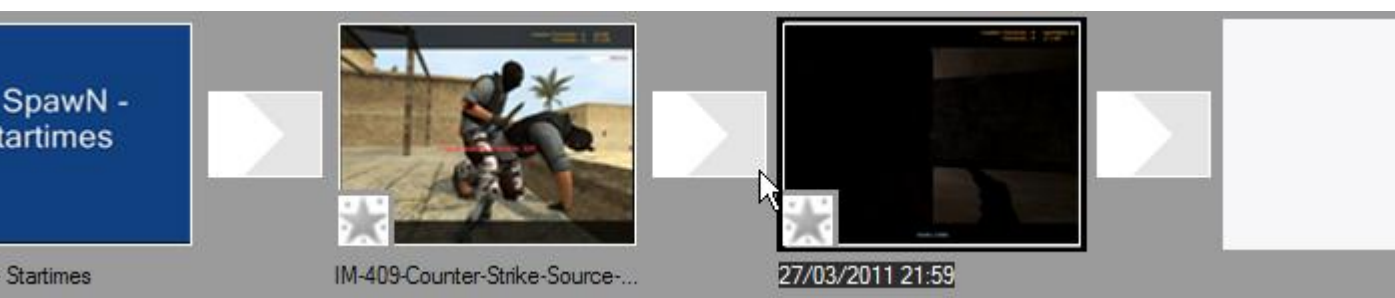 SpawN -
tartimes
Startimes
IM-409-Counter-Strike-Source-...
27/03/2011 21:59